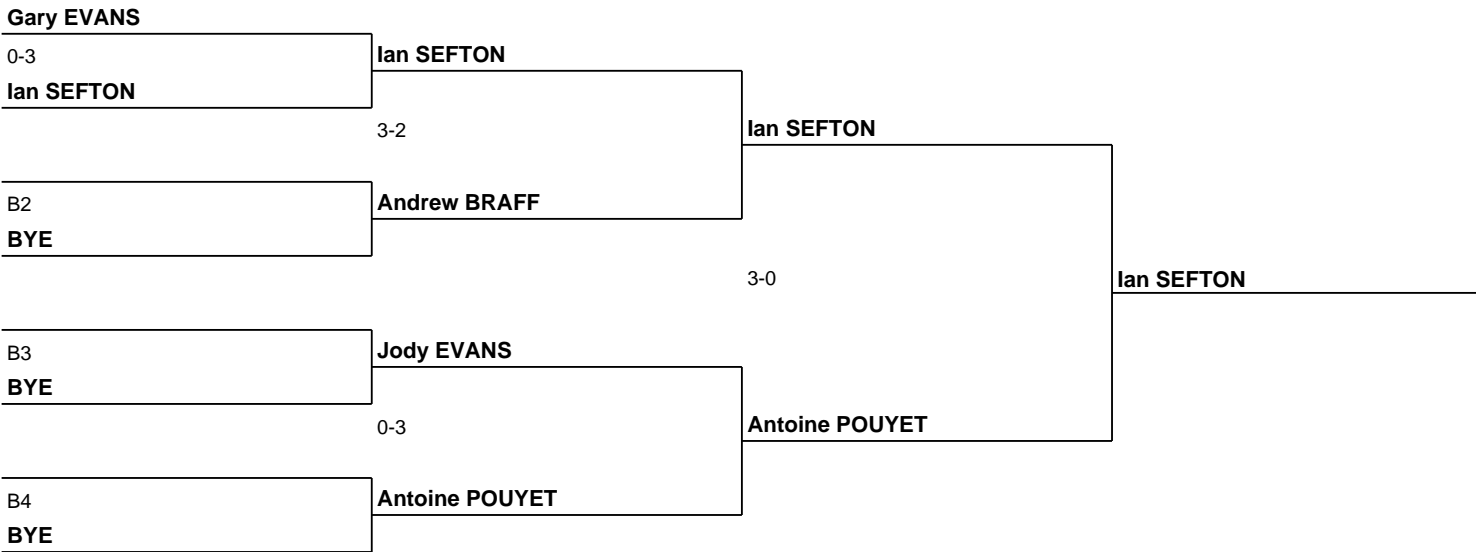 Gary EVANS
0-3
Ian SEFTON
Ian SEFTON
3-2
Ian SEFTON
B2
Andrew BRAFF
BYE
3-0
Ian SEFTON
B3
Jody EVANS
BYE
0-3
Antoine POUYET
B4
Antoine POUYET
BYE